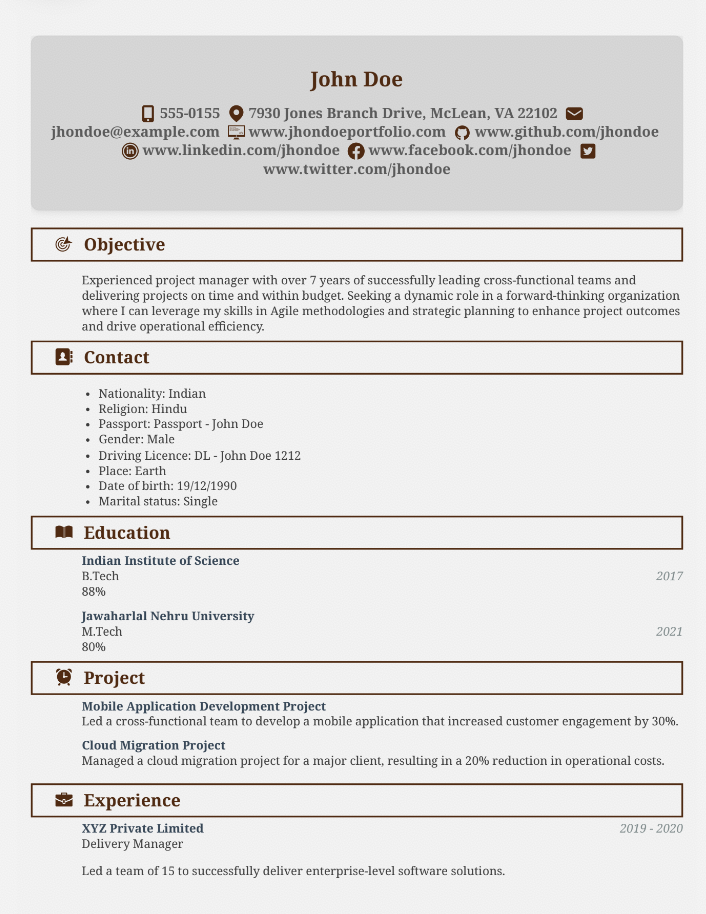 John Doe
555-0155 7930 Jones Branch Drive, McLean, VA 22102
jhondoe@example.com www.jhondoeportfolio.com www.github.com/jhondoe
www.linkedin.com/jhondoe www.facebook.com/jhondoe
www.twitter.com/jhondoe
Objective
Experienced project manager with over 7 years of successfully leading cross-functional teams and
delivering projects on time and within budget. Seeking a dynamic role in a forward-thinking organization
where I can leverage my skills in Agile methodologies and strategic planning to enhance project outcomes
and drive operational efficiency.
Contact
• Nationality: Indian
• Religion: Hindu
• Passport: Passport - John Doe
• Gender: Male
• Driving Licence: DL - John Doe 1212
• Place: Earth
• Date of birth: 19/12/1990
• Marital status: Single
Education
Indian Institute of Science
B.Tech 2017
88%
Jawaharlal Nehru University
M.Tech 2021
80%
Project
Mobile Application Development Project
Led a cross-functional team to develop a mobile application that increased customer engagement by 30%.
Cloud Migration Project
Managed a cloud migration project for a major client, resulting in a 20% reduction in operational costs.
Experience
XYZ Private Limited 2019 - 2020
Delivery Manager
Led a team of 15 to successfully deliver enterprise-level software solutions.